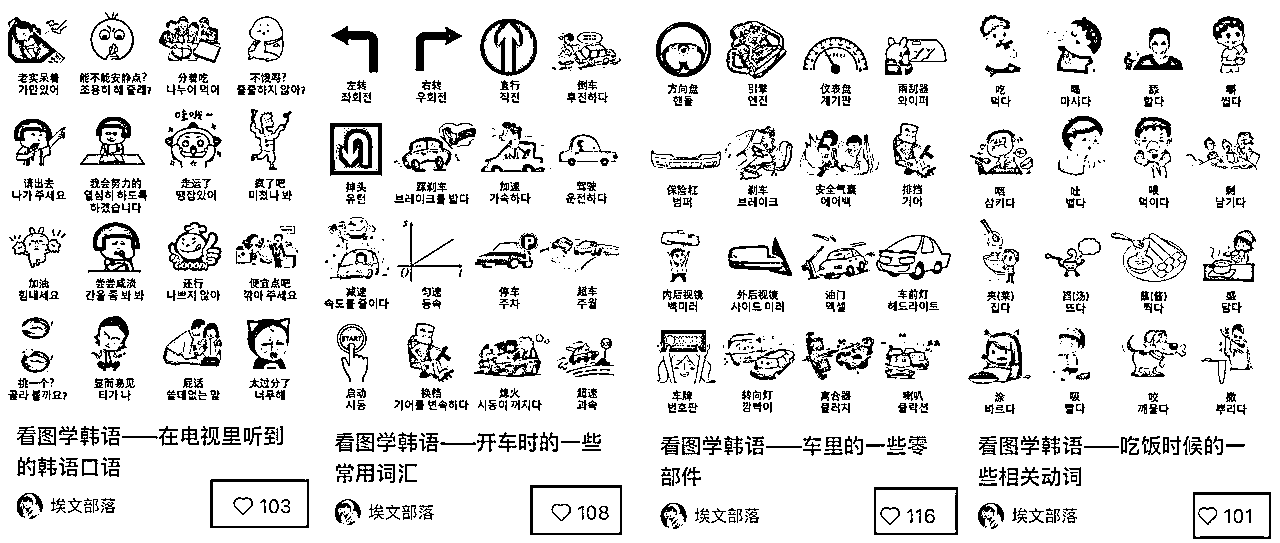 老实呆着
가만있어
能不能安静点?
조용히 해 줄래?
分着吃
나누어 먹어
不饿吗?
출출하지 않아?
请出去
나가 주세요
我会努力的
열심히 하도록
하겠습니다
哇哦~
走运了
땡잡았어
疯了吧
미쳤나 봐
加油
힘내세요
尝尝咸淡
간을 좀 봐 봐
还行
나쁘지 않아
便宜点吧
깎아 주세요
挑一个?
골라 볼까요?
显而易见
티가 나
屁话
쓸데없는 말
太过分了
너무해
看图学韩语——在电视里听到
的韩语口语
埃文部落
103
左转
좌회전
右转
우회전
直行
직진
倒车
후진하다
掉头
유턴
踩刹车
브레이크를 밟다
加速
가속하다
驾驶
운전하다
减速
속도를 줄이다
s
O
t
匀速
등속
P
停车
주차
超车
추월
START
启动
시동
换档
기어를 변속하다
熄火
시동이 꺼지다
超速
과속
看图学韩语——开车时的一些
常用词汇
埃文部落
108
方向盘
핸들
引擎
엔진
仪表盘
계기판
雨刮器
와이퍼
保险杠
범퍼
刹车
브레이크
安全气囊
에어백
排挡
기어
内后视镜
백미러
外后视镜
사이드 미러
油门
액셀
车前灯
헤드라이트
车牌
번호판
转向灯
깜빡이
离合器
클러치
喇叭
클랙션
看图学韩语——车里的一些零
部件
埃文部落
116
吃
먹다
喝
마시다
舔
핥다
嚼
씹다
咽
삼키다
吐
뱉다
喂
먹이다
剩
남기다
夹(菜)
집다
舀(汤)
뜨다
蘸(酱)
찍다
盛
담다
涂
바르다
吸
빨다
咬
깨물다
撒
뿌리다
看图学韩语——吃饭时候的一
些相关动词
埃文部落
101